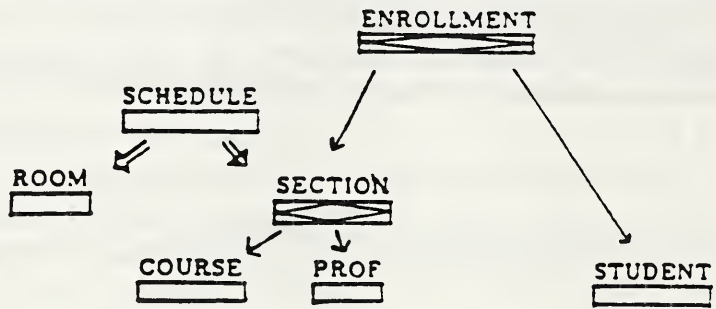 ENROLLMENT
SCHEDULE
ROOM
SECTION
COURSE PROF STUDENT